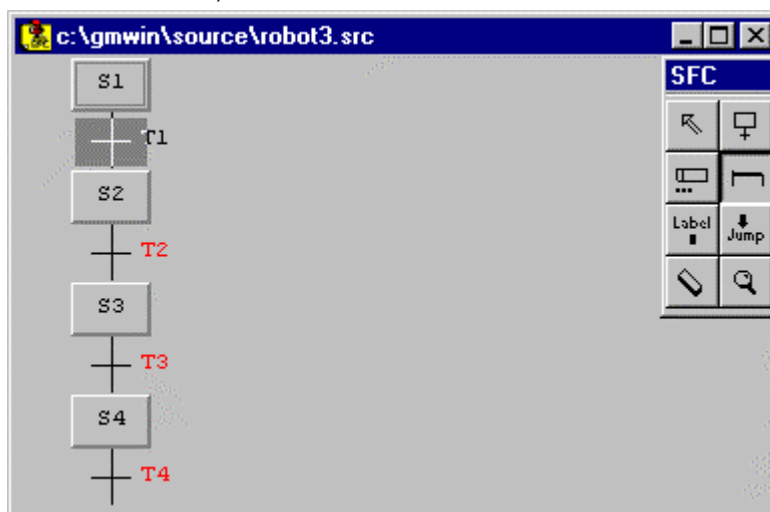 c:\gmwin\source\robot3.src
SFC
S1
T1
S2
T2
S3
T3
S4
T4
Label
Jump